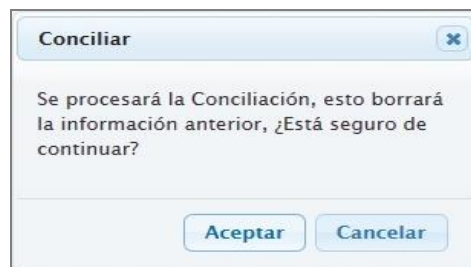 Conciliar
Se procesará la Conciliación, esto borrará
la información anterior, ¿Está seguro de
continuar?
Aceptar Cancelar